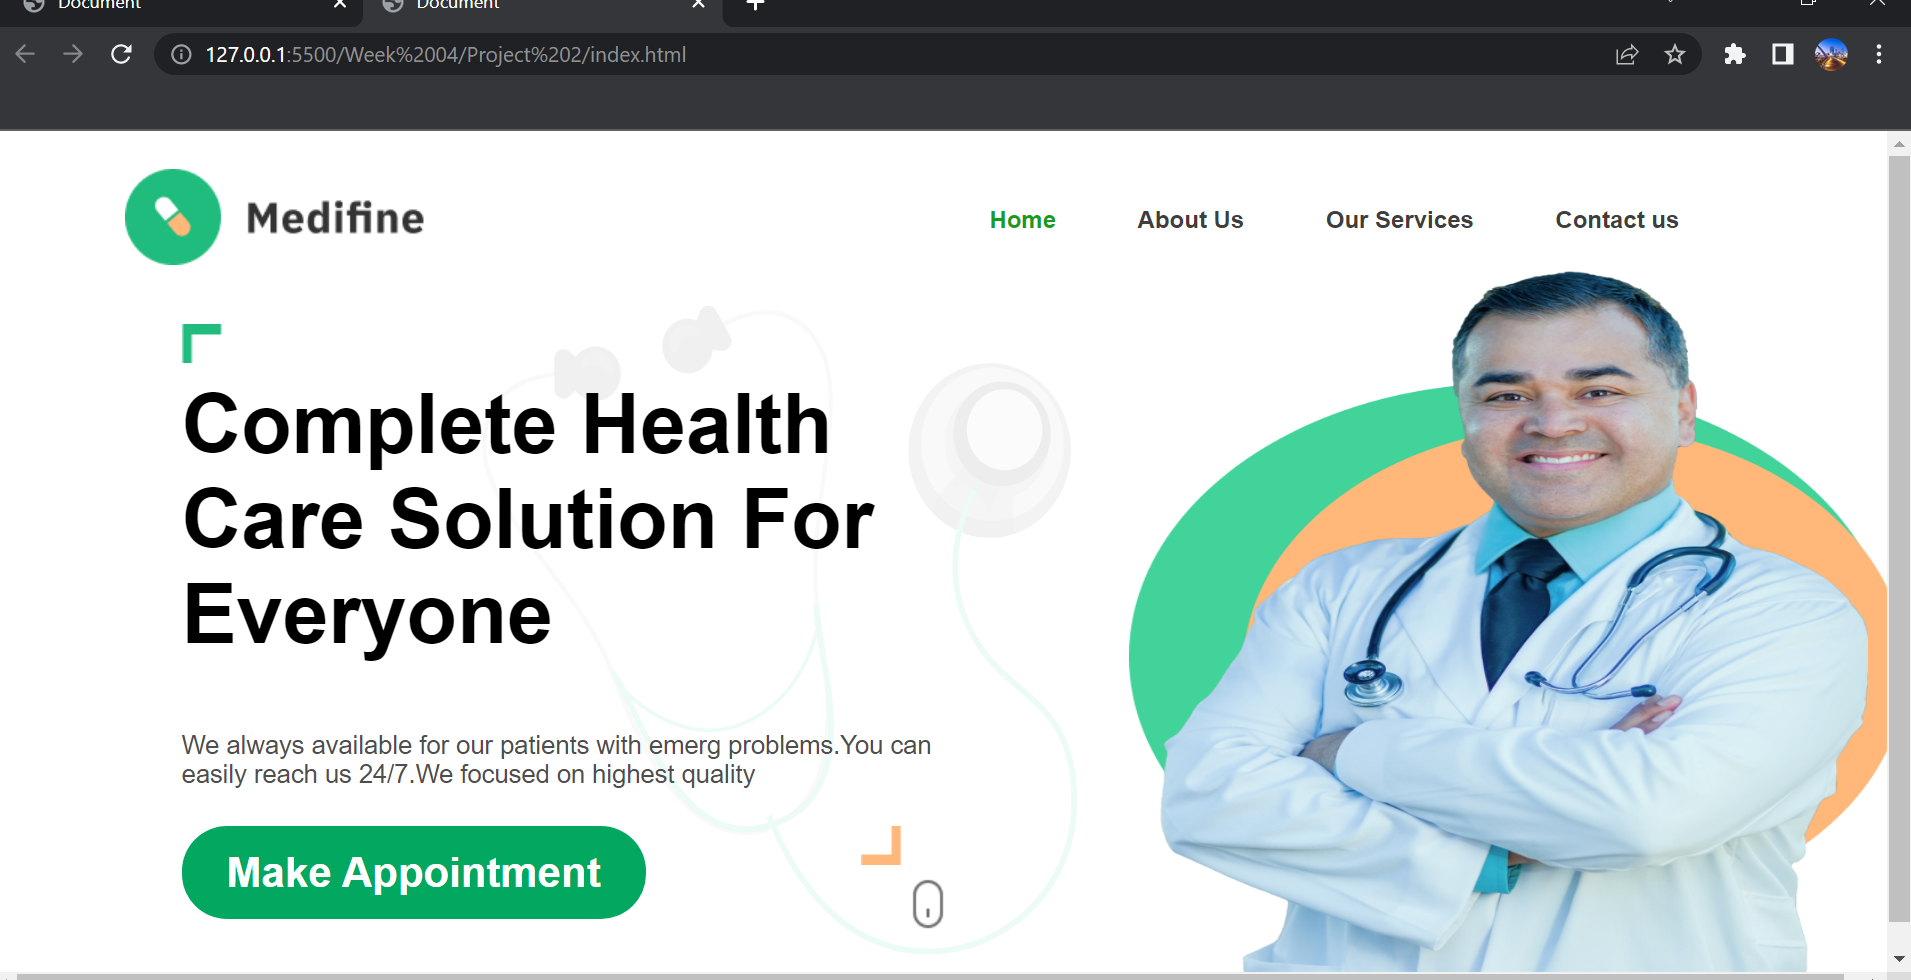 Document
Document
127.0.0.1:5500/Week%2004/Project%202/index.html
Medifine
Home
About Us
Our Services
Contact us
Complete Health
Care Solution For
Everyone
We always available for our patients with emerg problems.You can
easily reach us 24/7.We focused on highest quality
Make Appointment